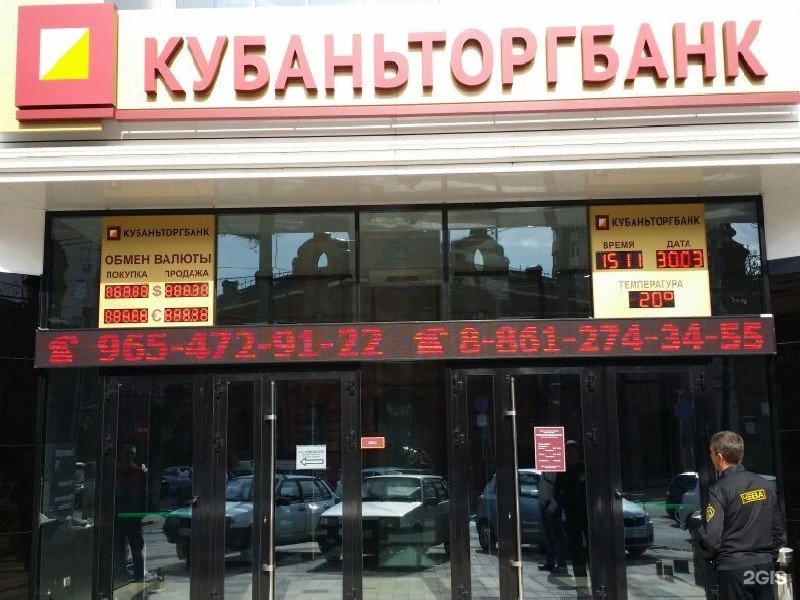 КУБАНЬТОРГБАНК
КУБАНЬТОРГБАНК
ОБМЕН ВАЛЮТЫ
ПОКУПКА ПРОДАЖА
$
€
КУБАНЬТОРГБАНК
ВРЕМЯ ДАТА
15 11 30.03
ТЕМПЕРАТУРА
20°
☎ 965-472-91-22 ☎ 8-861-274-34-55
НЕВА
2GIS